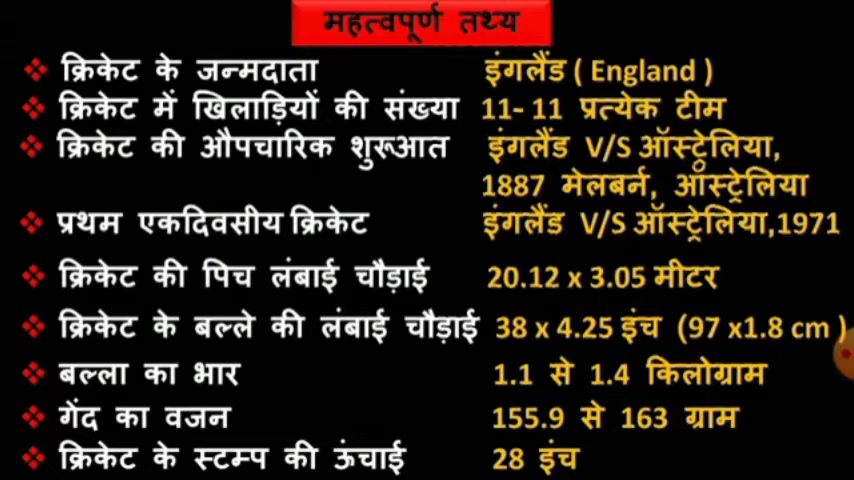 महत्वपूर्ण तथ्य
❖ क्रिकेट के जन्मदाता इंगलैंड ( England )
❖ क्रिकेट में खिलाड़ियों की संख्या 11- 11 प्रत्येक टीम
❖ क्रिकेट की औपचारिक शुरूआत इंगलैंड V/S ऑस्ट्रेलिया,
1887 मेलबर्न, ऑस्ट्रेलिया
❖ प्रथम एकदिवसीय क्रिकेट इंगलैंड V/S ऑस्ट्रेलिया,1971
❖ क्रिकेट की पिच लंबाई चौड़ाई 20.12 x 3.05 मीटर
❖ क्रिकेट के बल्ले की लंबाई चौड़ाई 38 x 4.25 इंच (97 x1.8 cm )
❖ बल्ला का भार 1.1 से 1.4 किलोग्राम
❖ गेंद का वजन 155.9 से 163 ग्राम
❖ क्रिकेट के स्टम्प की ऊंचाई 28 इंच